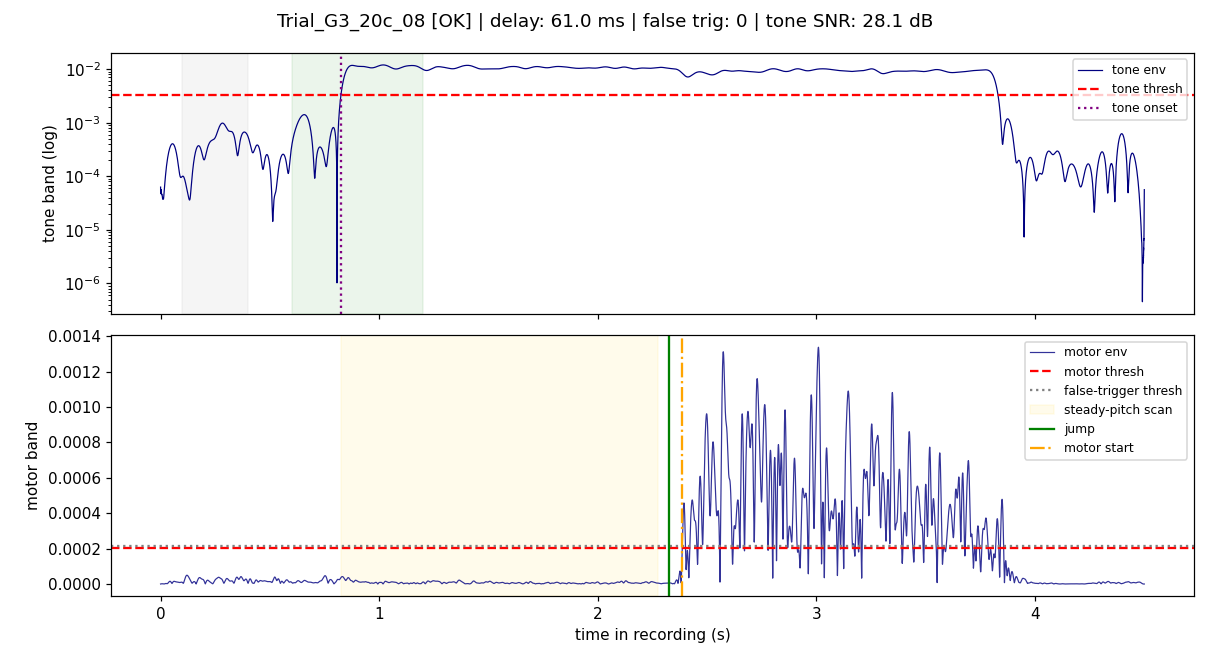 Trial_G3_20c_08 [OK] | delay: 61.0 ms | false trig: 0 | tone SNR: 28.1 dB
tone band (log)
10⁻²
10⁻³
10⁻⁴
10⁻⁵
10⁻⁶
tone env
tone thresh
tone onset
motor band
0.0014
0.0012
0.0010
0.0008
0.0006
0.0004
0.0002
0.0000
motor env
motor thresh
false-trigger thresh
steady-pitch scan
jump
motor start
0 1 2 3 4
time in recording (s)